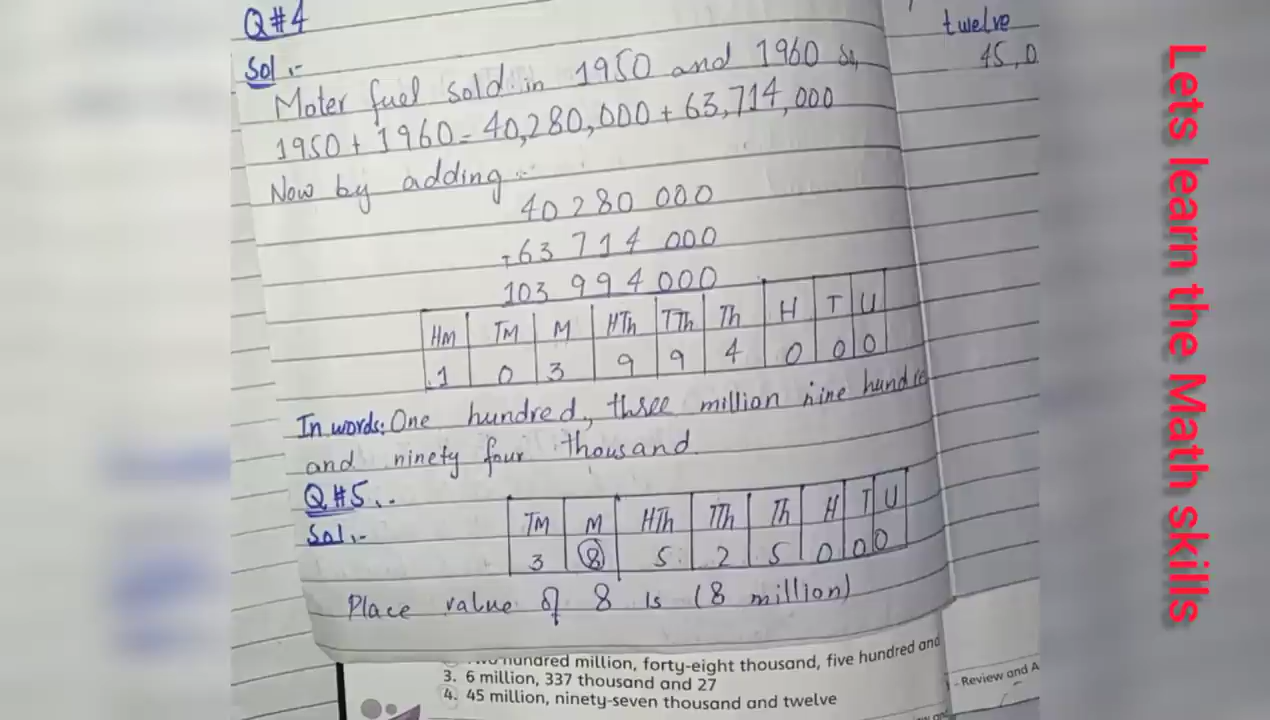 Q#4
Sol :-
Moter fuel sold in 1950 and 1960 is,
1950 + 1960 = 40,280,000 + 63,714,000
Now by adding :-
40 280 000
+63 714 000
103 994 000
HM TM M HTh TTh Th H T U
1 0 3 9 9 4 0 0 0
In words: One hundred, three million nine hundre
and ninety four thousand.
Q#5 :-
Sol :-
TM M HTh TTh Th H T U
3 8 5 2 5 0 0 0
Place value of 8 is (8 million)
hundred million, forty-eight thousand, five hundred and
3. 6 million, 337 thousand and 27
4. 45 million, ninety-seven thousand and twelve
twelve
45,0
- Review and A
Lets learn the Math skills